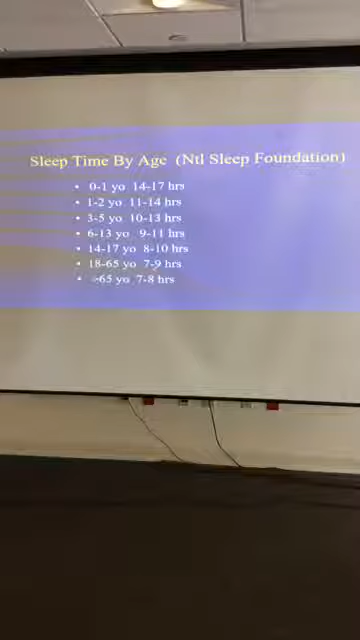 Sleep Time By Age (Ntl Sleep Foundation)
• 0-1 yo 14-17 hrs
• 1-2 yo 11-14 hrs
• 3-5 yo 10-13 hrs
• 6-13 yo 9-11 hrs
• 14-17 yo 8-10 hrs
• 18-65 yo 7-9 hrs
• >65 yo 7-8 hrs